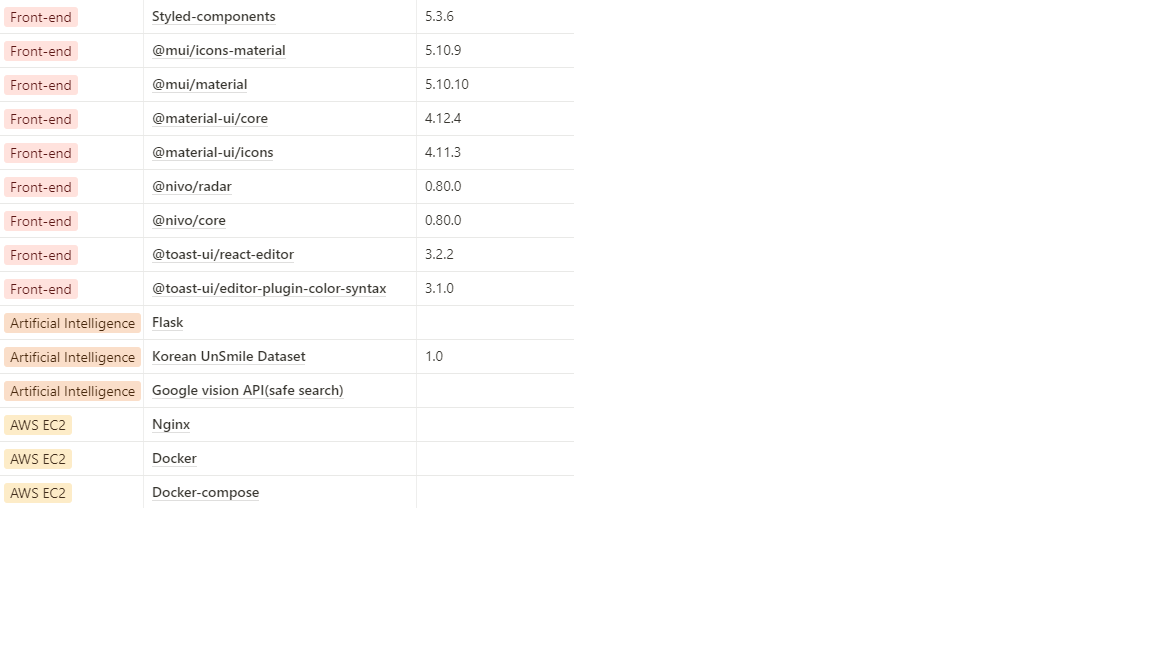 Front-end Styled-components 5.3.6
Front-end @mui/icons-material 5.10.9
Front-end @mui/material 5.10.10
Front-end @material-ui/core 4.12.4
Front-end @material-ui/icons 4.11.3
Front-end @nivo/radar 0.80.0
Front-end @nivo/core 0.80.0
Front-end @toast-ui/react-editor 3.2.2
Front-end @toast-ui/editor-plugin-color-syntax 3.1.0
Artificial Intelligence Flask
Artificial Intelligence Korean UnSmile Dataset 1.0
Artificial Intelligence Google vision API(safe search)
AWS EC2 Nginx
AWS EC2 Docker
AWS EC2 Docker-compose